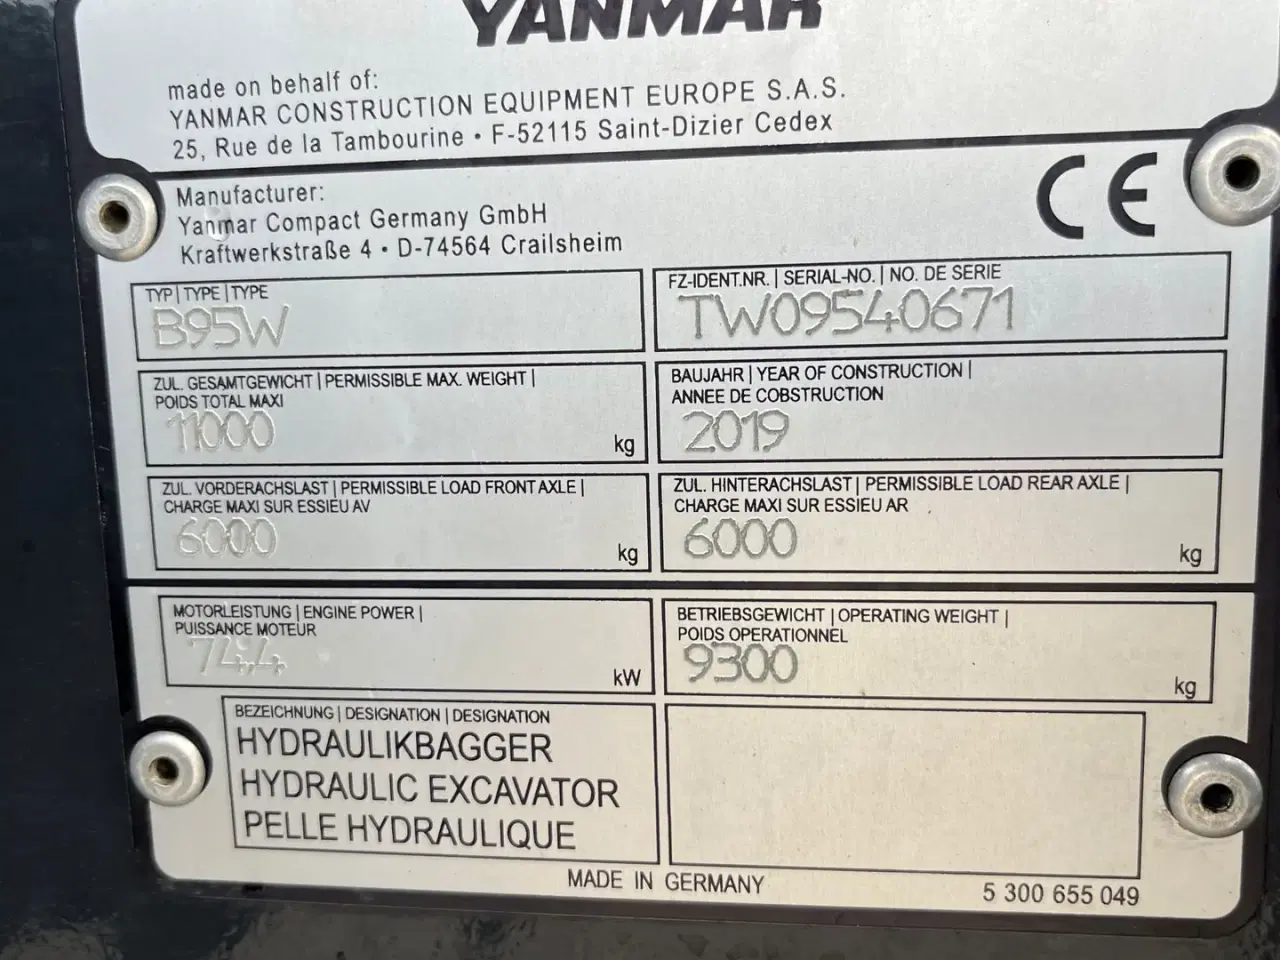 YANMAR
made on behalf of:
YANMAR CONSTRUCTION EQUIPMENT EUROPE S.A.S.
25, Rue de la Tambourine • F-52115 Saint-Dizier Cedex
Manufacturer:
Yanmar Compact Germany GmbH
Kraftwerkstraße 4 • D-74564 Crailsheim
CE
TYP | TYPE | TYPE
B95W
FZ-IDENT.NR. | SERIAL-NO. | NO. DE SERIE
TW09540671
ZUL. GESAMTGEWICHT | PERMISSIBLE MAX. WEIGHT |
POIDS TOTAL MAXI
11000
kg
BAUJAHR | YEAR OF CONSTRUCTION |
ANNEE DE COBSTRUCTION
2019
ZUL. VORDERACHSLAST | PERMISSIBLE LOAD FRONT AXLE |
CHARGE MAXI SUR ESSIEU AV
6000
kg
ZUL. HINTERACHSLAST | PERMISSIBLE LOAD REAR AXLE |
CHARGE MAXI SUR ESSIEU AR
6000
kg
MOTORLEISTUNG | ENGINE POWER |
PUISSANCE MOTEUR
74,4
kW
BETRIEBSGEWICHT | OPERATING WEIGHT |
POIDS OPERATIONNEL
9300
kg
BEZEICHNUNG | DESIGNATION | DESIGNATION
HYDRAULIKBAGGER
HYDRAULIC EXCAVATOR
PELLE HYDRAULIQUE
MADE IN GERMANY
5 300 655 049